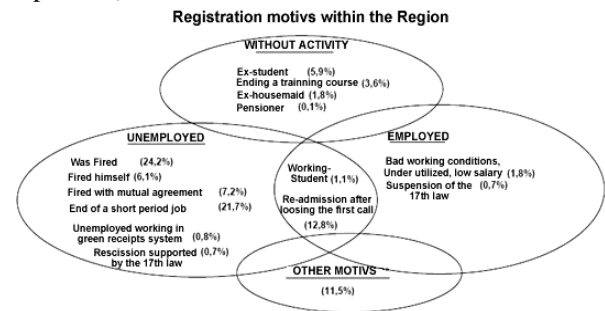 Registration motivs within the Region
WITHOUT ACTIVITY
Ex-student (5,9%)
Ending a trainning course (3,6%)
Ex-housemaid (1,8%)
Pensioner (0,1%)
UNEMPLOYED
Was Fired (24,2%)
Fired himself (6,1%)
Fired with mutual agreement (7,2%)
End of a short period job (21,7%)
Unemployed working in
green receipts system (0,8%)
Rescission supported (0,7%)
by the 17th law
Working-
Student (1,1%)
Re-admission after
loosing the first call
(12,8%)
EMPLOYED
Bad working conditions,
Under utilized, low salary (1,8%)
Suspension of the (0,7%)
17th law
OTHER MOTIVS
(11,5%)